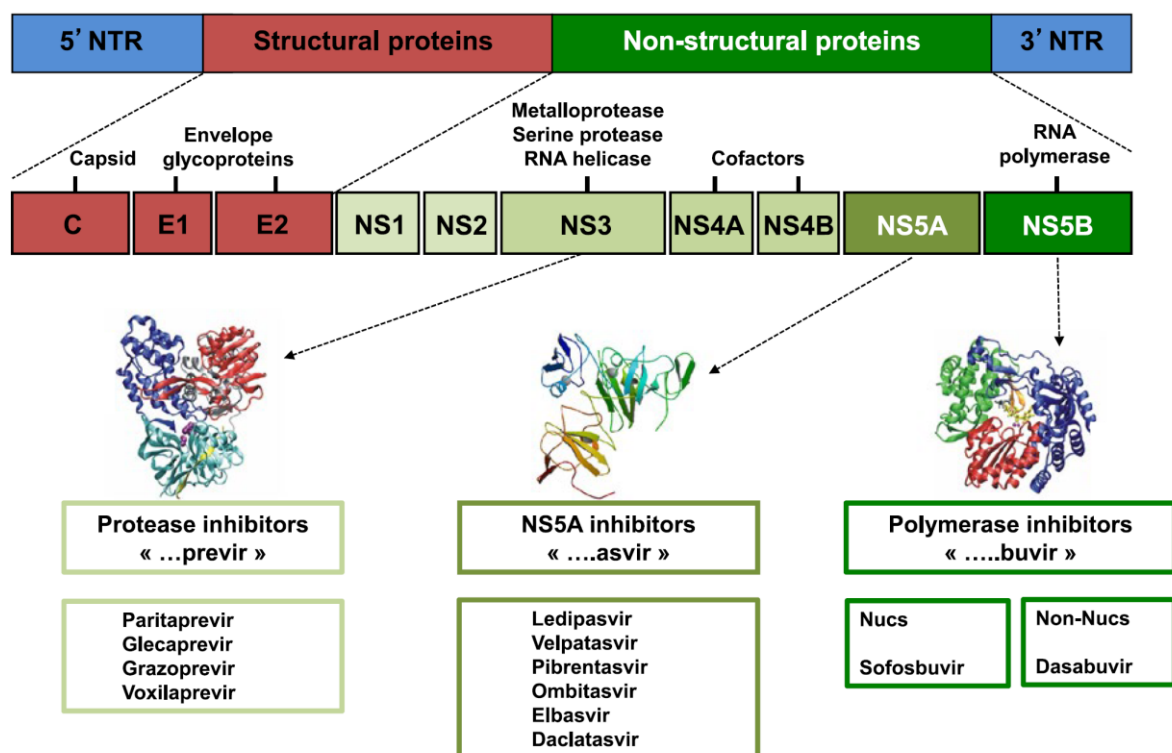 5’ NTR
Structural proteins
Non-structural proteins
3’ NTR
Capsid
Envelope
glycoproteins
Metalloprotease
Serine protease
RNA helicase
Cofactors
RNA
polymerase
C
E1
E2
NS1
NS2
NS3
NS4A
NS4B
NS5A
NS5B
Protease inhibitors
« …previr »
NS5A inhibitors
« ….asvir »
Polymerase inhibitors
« …..buvir »
Paritaprevir
Glecaprevir
Grazoprevir
Voxilaprevir
Ledipasvir
Velpatasvir
Pibrentasvir
Ombitasvir
Elbasvir
Daclatasvir
Nucs
Sofosbuvir
Non-Nucs
Dasabuvir